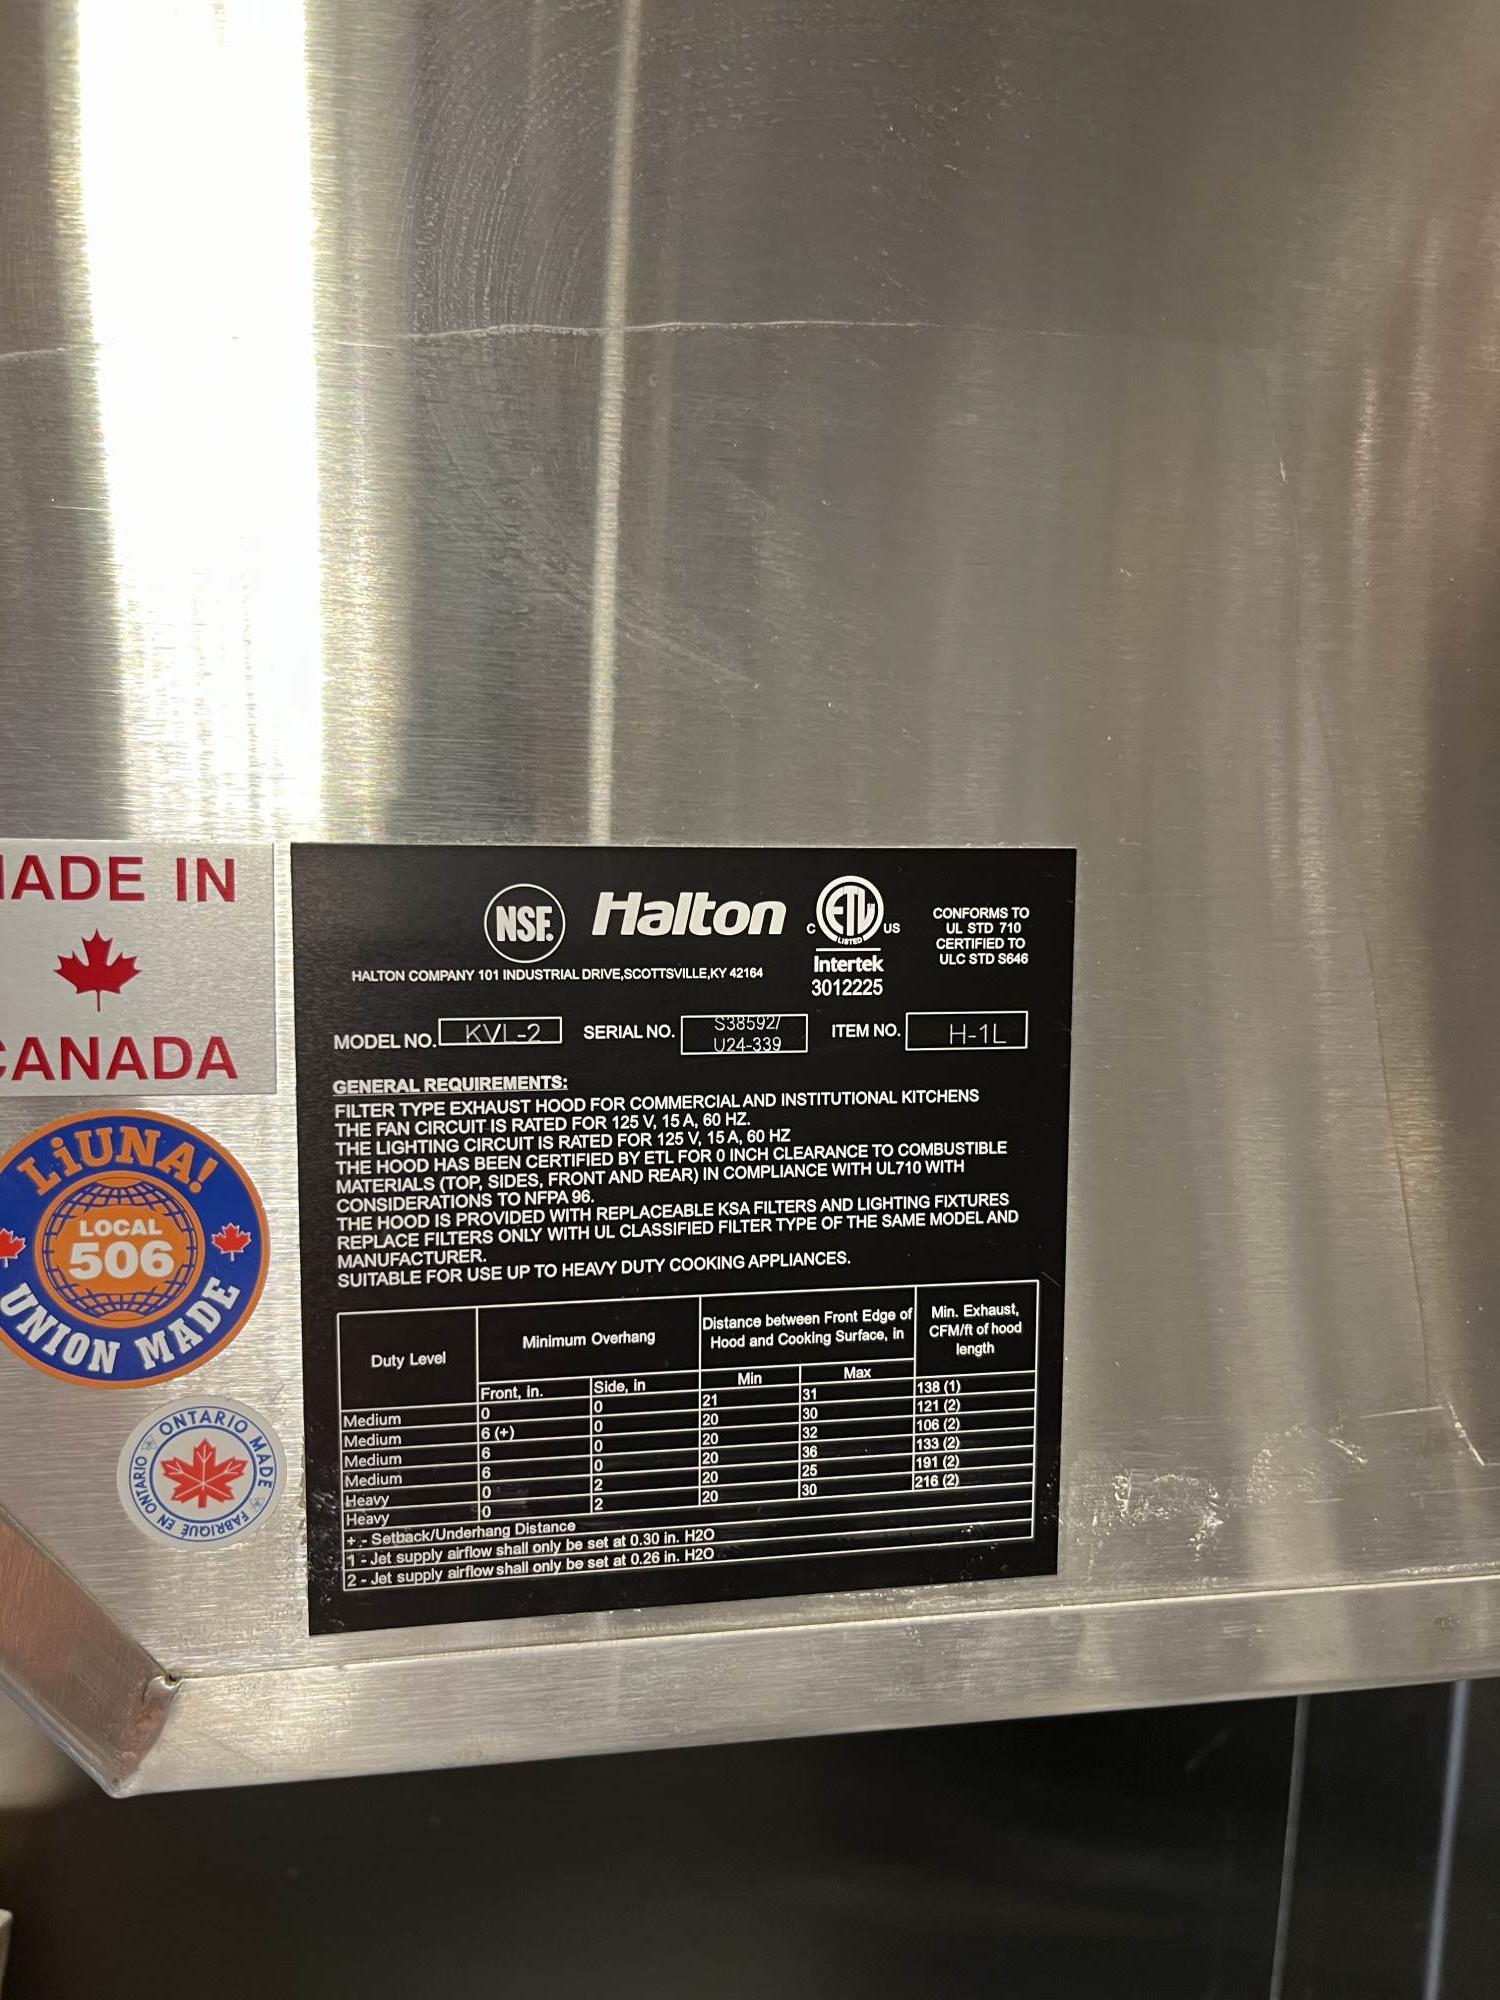 ADE IN
CANADA
LiUNA!
LOCAL
506
UNION MADE
ONTARIO MADE
FABRIQUÉ EN ONTARIO
NSF.
Halton
C ETL US
LISTED
Intertek
3012225
CONFORMS TO
UL STD 710
CERTIFIED TO
ULC STD S646
HALTON COMPANY 101 INDUSTRIAL DRIVE,SCOTTSVILLE,KY 42164
MODEL NO. KVL-2 SERIAL NO. S38592/ U24-339 ITEM NO. H-1L
GENERAL REQUIREMENTS:
FILTER TYPE EXHAUST HOOD FOR COMMERCIAL AND INSTITUTIONAL KITCHENS
THE FAN CIRCUIT IS RATED FOR 125 V, 15 A, 60 HZ.
THE LIGHTING CIRCUIT IS RATED FOR 125 V, 15 A, 60 HZ
THE HOOD HAS BEEN CERTIFIED BY ETL FOR 0 INCH CLEARANCE TO COMBUSTIBLE
MATERIALS (TOP, SIDES, FRONT AND REAR) IN COMPLIANCE WITH UL710 WITH
CONSIDERATIONS TO NFPA 96.
THE HOOD IS PROVIDED WITH REPLACEABLE KSA FILTERS AND LIGHTING FIXTURES
REPLACE FILTERS ONLY WITH UL CLASSIFIED FILTER TYPE OF THE SAME MODEL AND
MANUFACTURER.
SUITABLE FOR USE UP TO HEAVY DUTY COOKING APPLIANCES.
Duty Level
Minimum Overhang
Distance between Front Edge of
Hood and Cooking Surface, in
Min. Exhaust,
CFM/ft of hood
length
Front, in. Side, in Min Max
Medium 0 0 21 31 138 (1)
Medium 6 (+) 0 20 30 121 (2)
Medium 6 0 20 32 106 (2)
Medium 6 0 20 36 133 (2)
Heavy 0 2 20 25 191 (2)
Heavy 0 2 20 30 216 (2)
+ - Setback/Underhang Distance
1 - Jet supply airflow shall only be set at 0.30 in. H2O
2 - Jet supply airflow shall only be set at 0.26 in. H2O